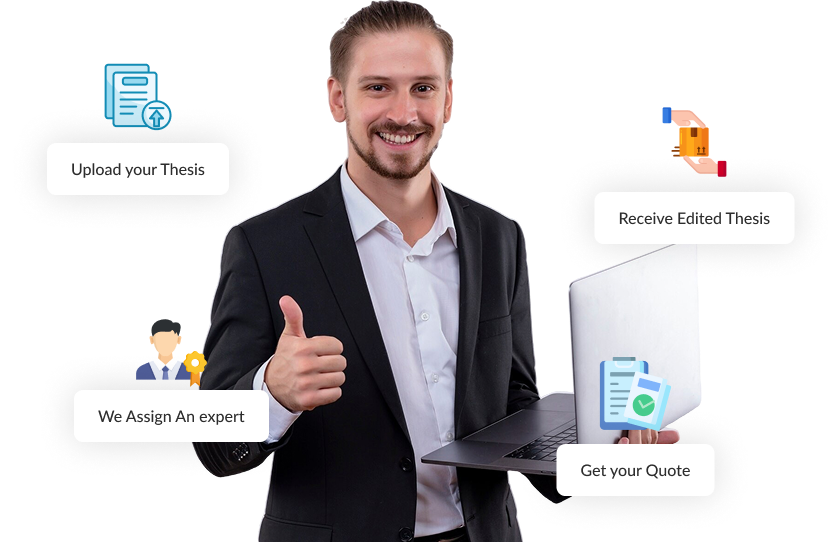 Upload your Thesis
Receive Edited Thesis
We Assign An expert
Get your Quote